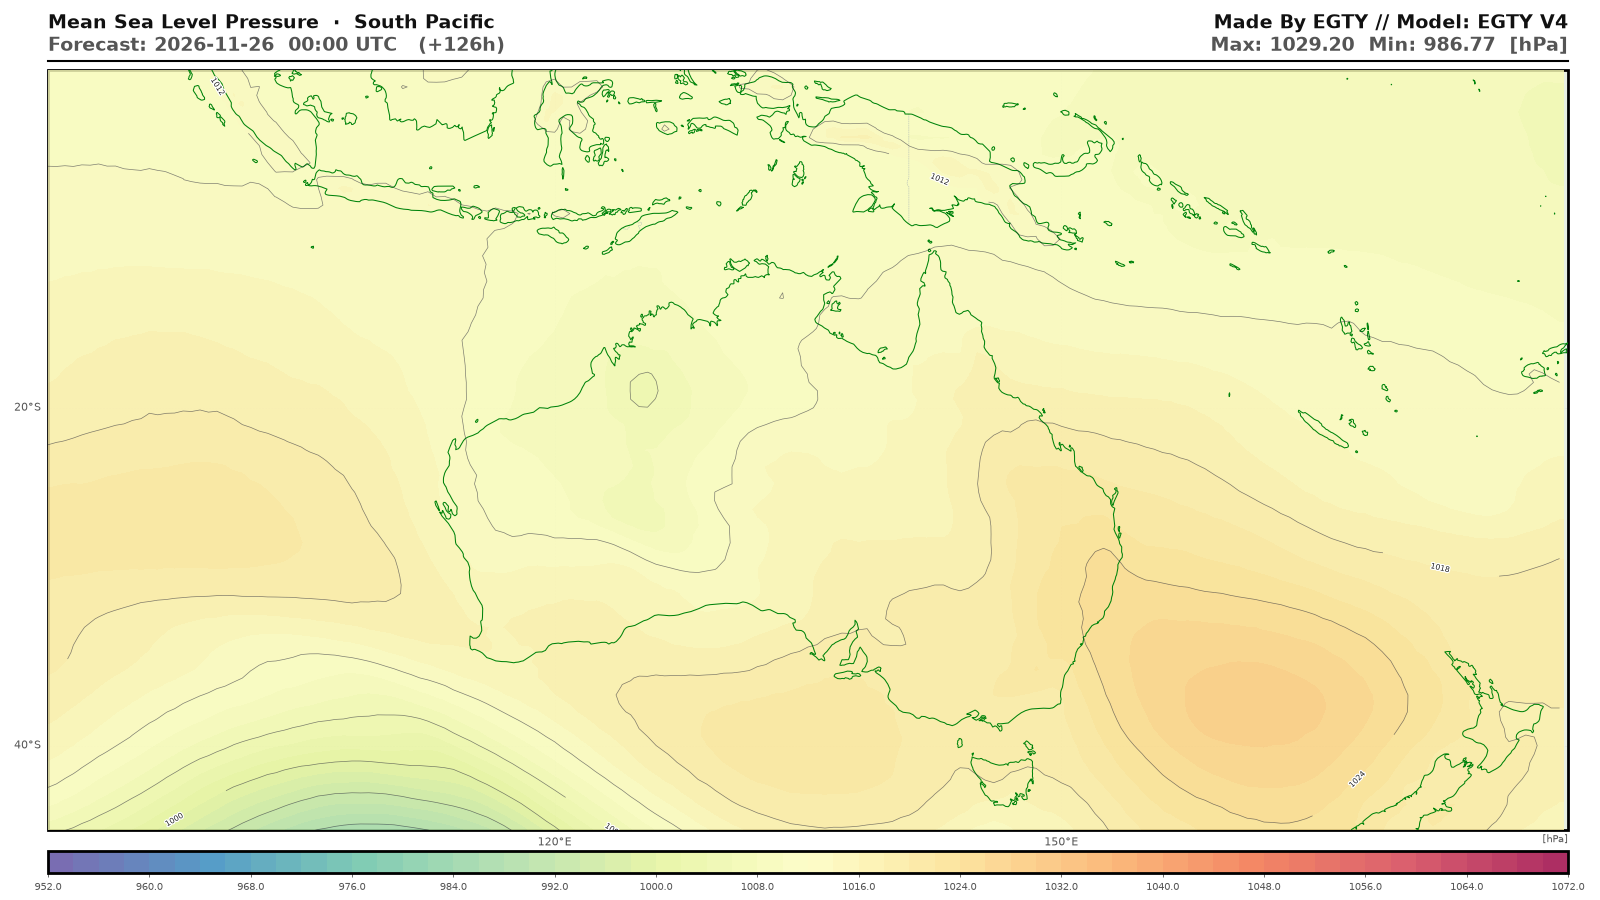 Mean Sea Level Pressure · South Pacific
Made By EGTY // Model: EGTY V4
Forecast: 2026-11-26 00:00 UTC (+126h)
Max: 1029.20 Min: 986.77 [hPa]
1012
1012
20°S
1018
40°S
1024
1000
120°E
150°E
[hPa]
952.0 960.0 968.0 976.0 984.0 992.0 1000.0 1008.0 1016.0 1024.0 1032.0 1040.0 1048.0 1056.0 1064.0 1072.0